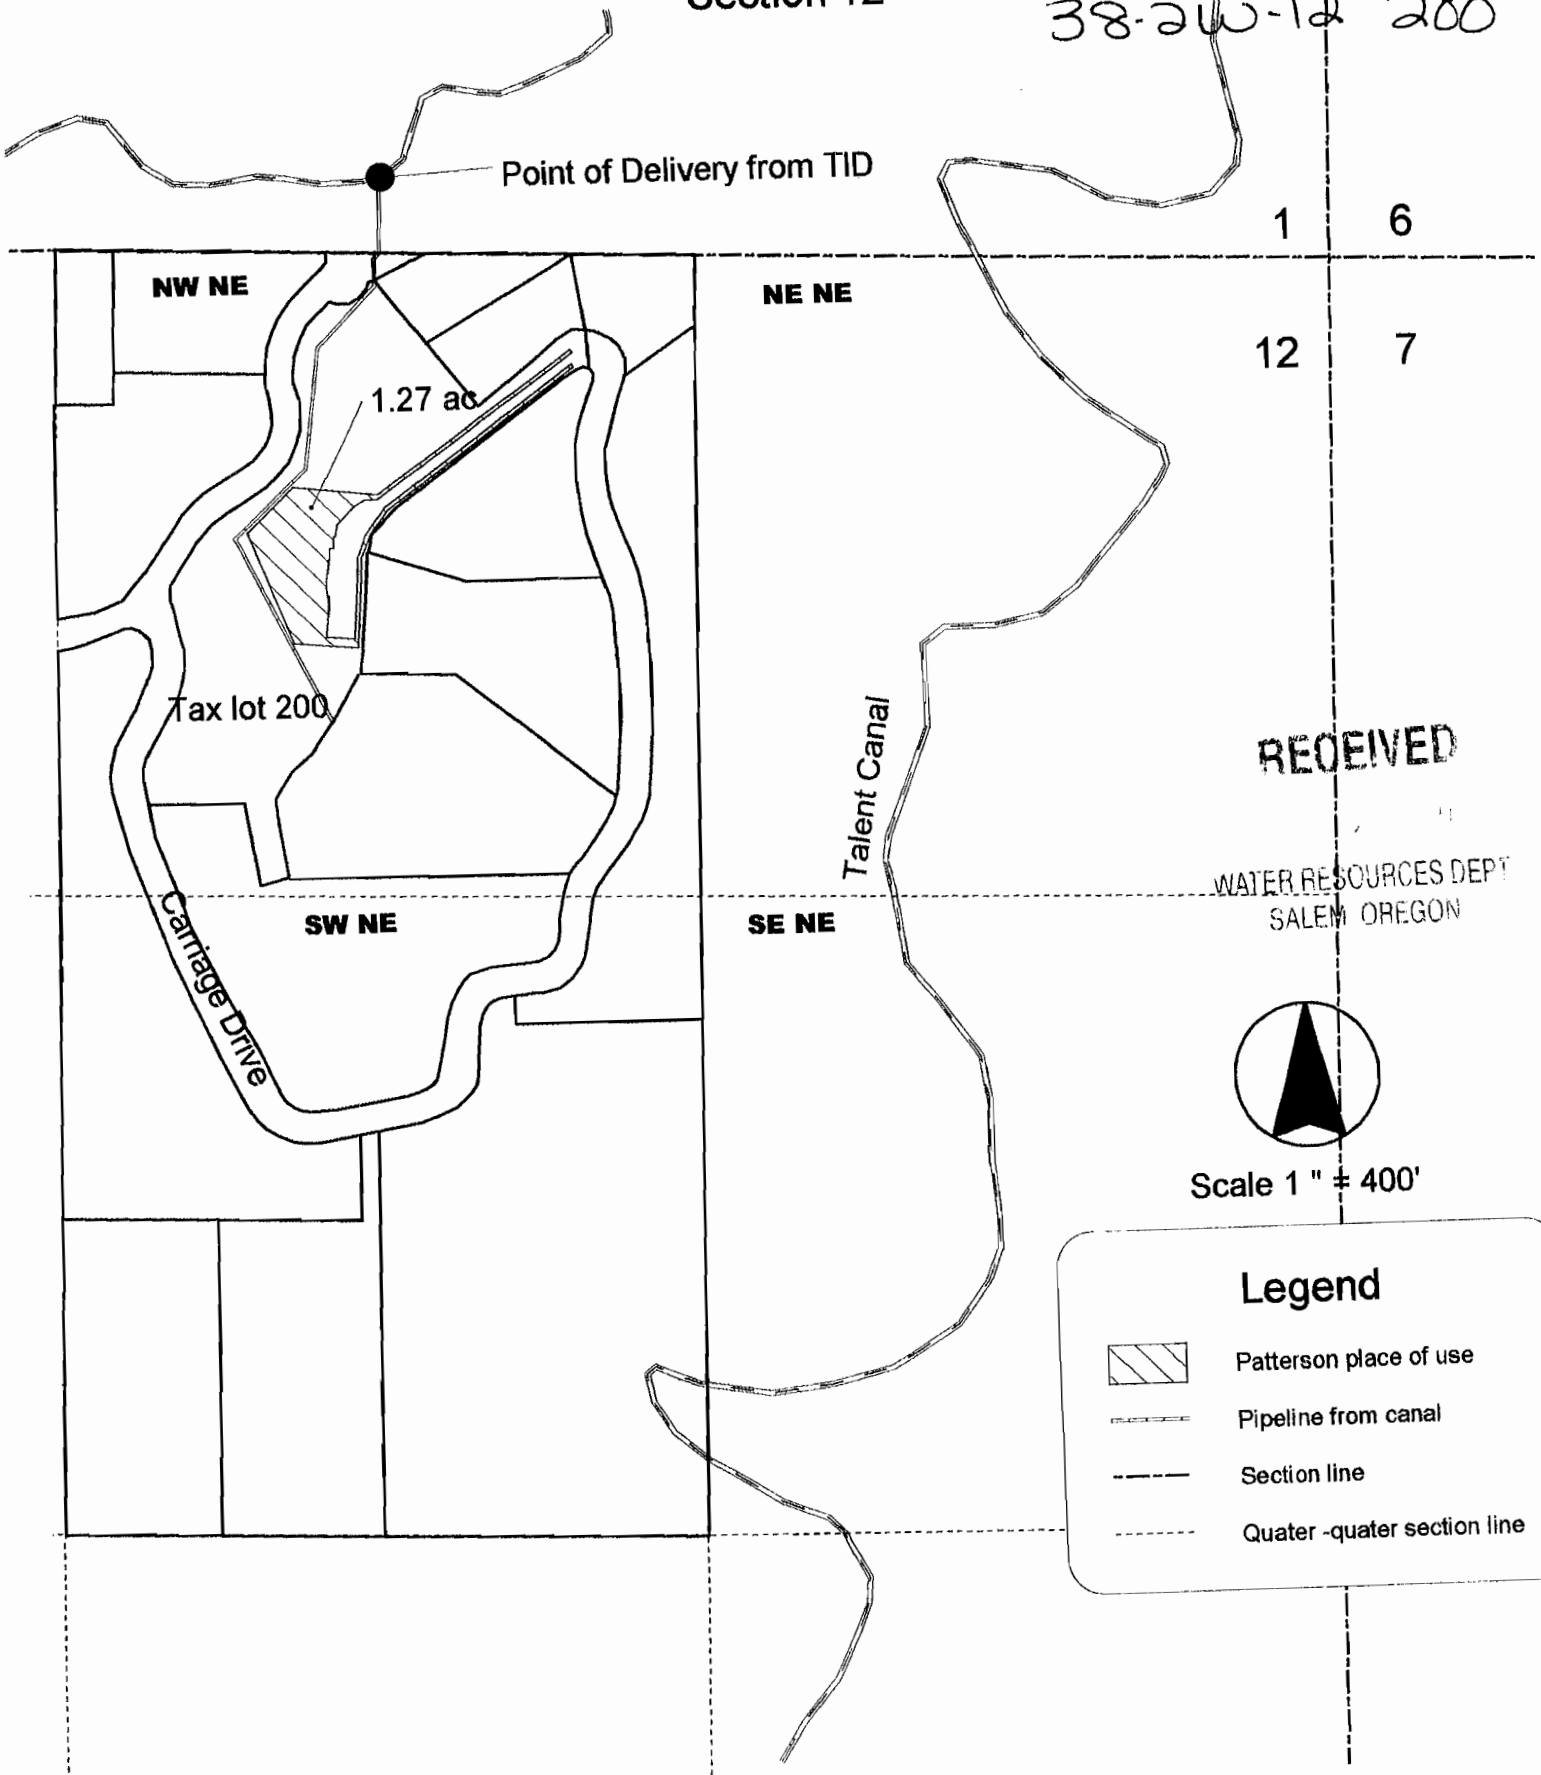 Section 12
38-2W-12 200
Point of Delivery from TID
1 6
NW NE
NE NE
12 7
1.27 ac
Tax lot 200
Talent Canal
RECEIVED
WATER RESOURCES DEPT
SALEM OREGON
SW NE
SE NE
Carriage Drive
Scale 1 " = 400'
Legend
Patterson place of use
Pipeline from canal
Section line
Quater -quater section line